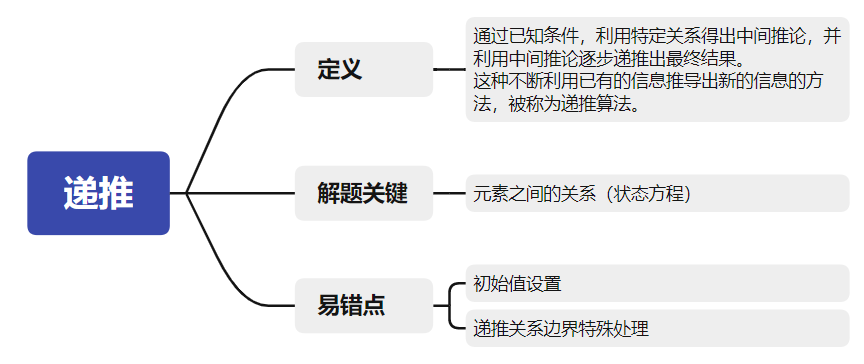 递推
定义
通过已知条件，利用特定关系得出中间推论，并
利用中间推论逐步递推出最终结果。
这种不断利用已有的信息推导出新的信息的方
法，被称为递推算法。
解题关键
元素之间的关系（状态方程）
易错点
初始值设置
递推关系边界特殊处理